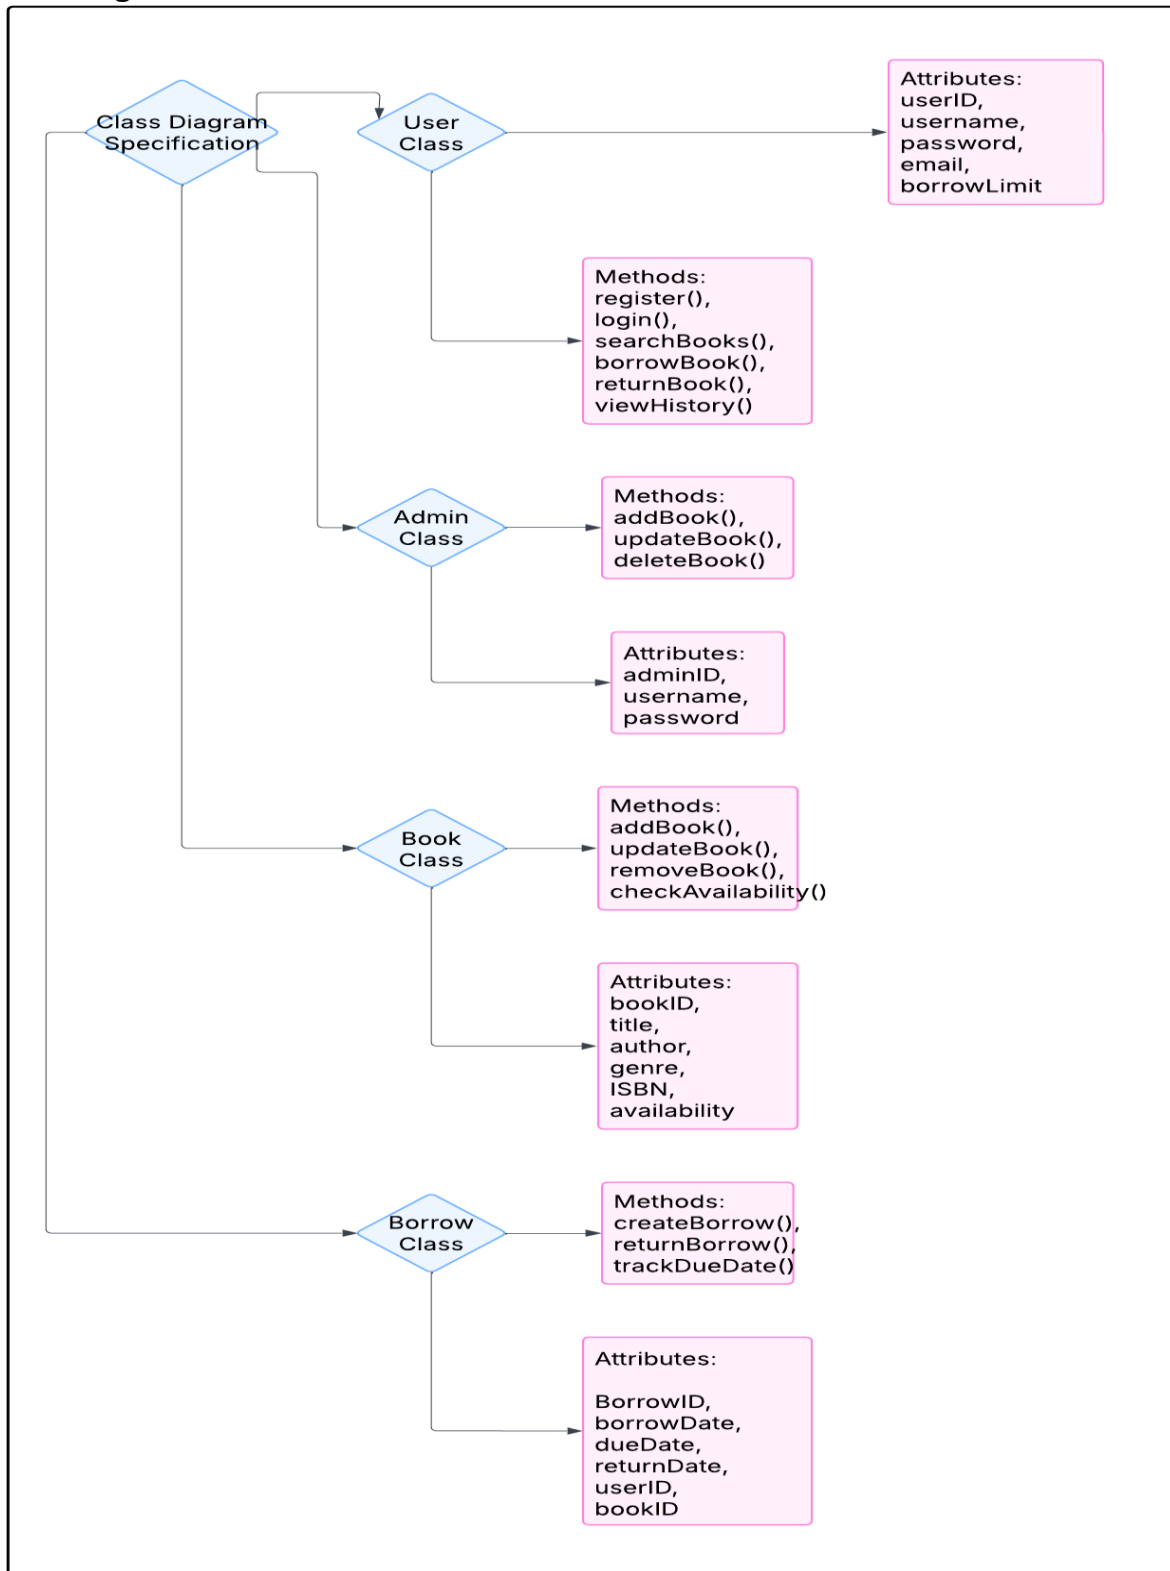 Class Diagram
Specification
User
Class
Attributes:
userID,
username,
password,
email,
borrowLimit
Methods:
register(),
login(),
searchBooks(),
borrowBook(),
returnBook(),
viewHistory()
Admin
Class
Methods:
addBook(),
updateBook(),
deleteBook()
Attributes:
adminID,
username,
password
Book
Class
Methods:
addBook(),
updateBook(),
removeBook(),
checkAvailability()
Attributes:
bookID,
title,
author,
genre,
ISBN,
availability
Borrow
Class
Methods:
createBorrow(),
returnBorrow(),
trackDueDate()
Attributes:
BorrowID,
borrowDate,
dueDate,
returnDate,
userID,
bookID